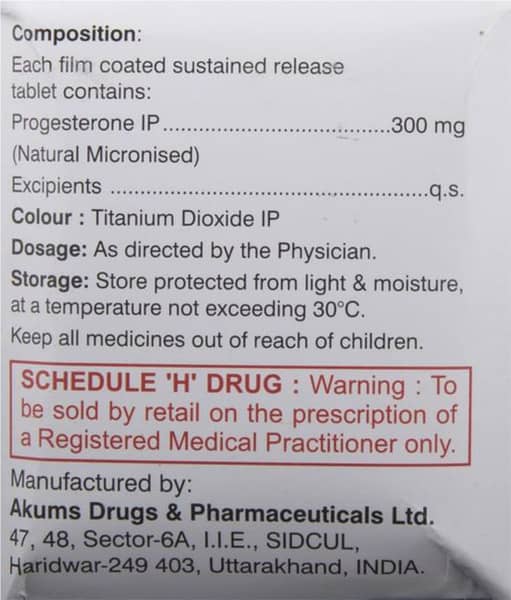 Composition:
Each film coated sustained release
tablet contains:
Progesterone IP.......................................300 mg
(Natural Micronised)
Excipients ......................................................q.s.
Colour : Titanium Dioxide IP
Dosage: As directed by the Physician.
Storage: Store protected from light & moisture,
at a temperature not exceeding 30°C.
Keep all medicines out of reach of children.
SCHEDULE 'H' DRUG : Warning : To
be sold by retail on the prescription of
a Registered Medical Practitioner only.
Manufactured by:
Akums Drugs & Pharmaceuticals Ltd.
47, 48, Sector-6A, I.I.E., SIDCUL,
Haridwar-249 403, Uttarakhand, INDIA.